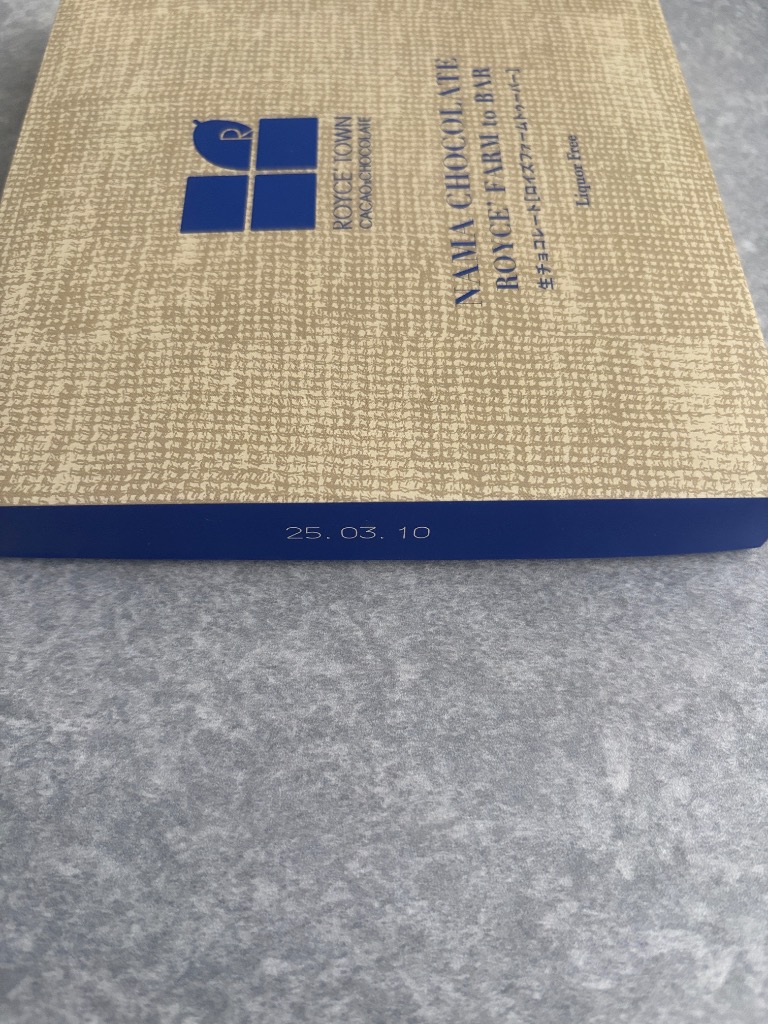 R
ROYCE' TOWN
CACAO & CHOCOLATE
NAMA CHOCOLATE
ROYCE' FARM to BAR
生チョコレート[ロイズファームトゥーバー]
Liquor Free
25. 03. 10